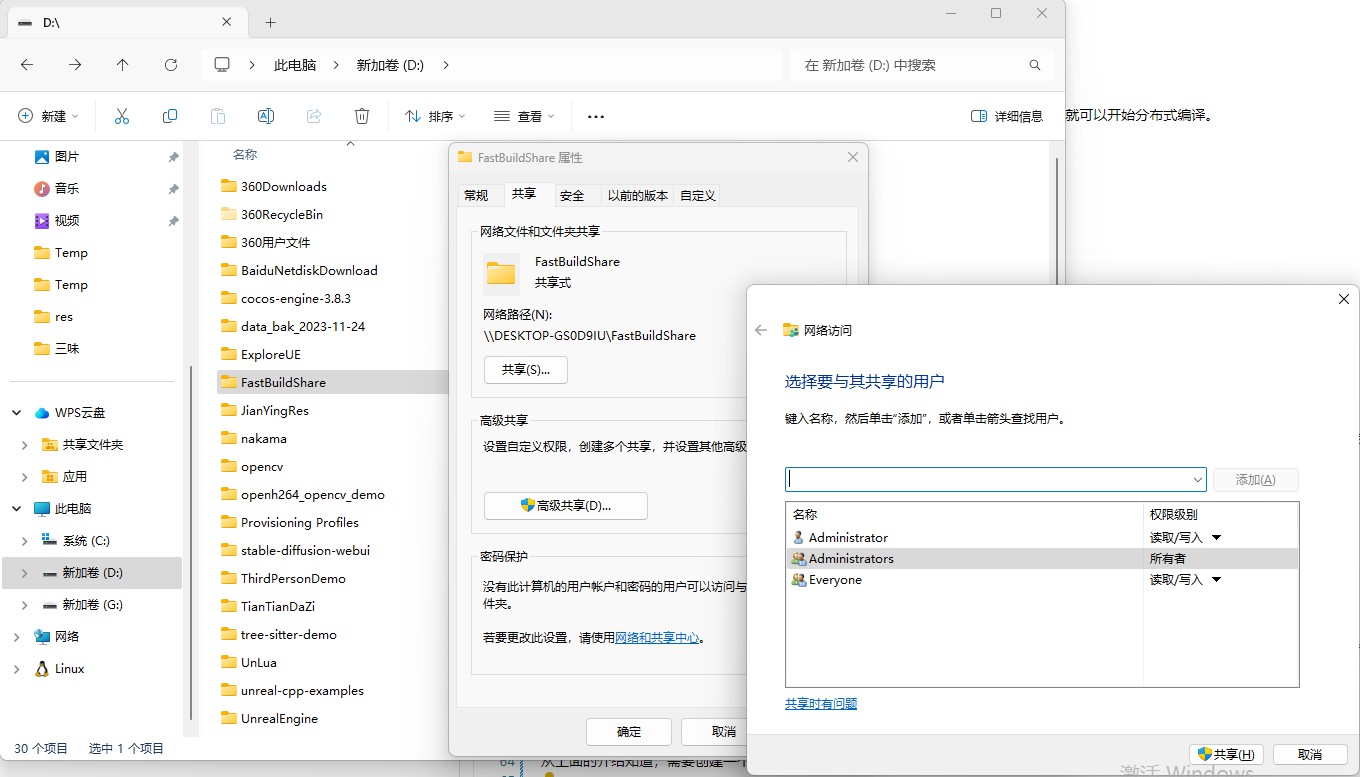 D:\
此电脑
新加卷 (D:)
在 新加卷 (D:) 中搜索
新建
排序
查看
详细信息
就可以开始分布式编译。
图片
音乐
视频
Temp
Temp
res
三味
WPS云盘
共享文件夹
应用
此电脑
系统 (C:)
新加卷 (D:)
新加卷 (G:)
网络
Linux
30 个项目
选中 1 个项目
名称
360Downloads
360RecycleBin
360用户文件
BaiduNetdiskDownload
cocos-engine-3.8.3
data_bak_2023-11-24
ExploreUE
FastBuildShare
JianYingRes
nakama
opencv
openh264_opencv_demo
Provisioning Profiles
stable-diffusion-webui
ThirdPersonDemo
TianTianDaZi
tree-sitter-demo
UnLua
unreal-cpp-examples
UnrealEngine
FastBuildShare 属性
常规
共享
安全
以前的版本
自定义
网络文件和文件夹共享
FastBuildShare
共享式
网络路径(N):
\\DESKTOP-GS0D9IU\FastBuildShare
共享(S)...
高级共享
设置自定义权限，创建多个共享，并设置其他高级
高级共享(D)...
密码保护
没有此计算机的用户帐户和密码的用户可以访问与
件夹。
若要更改此设置，请使用网络和共享中心。
确定
取消
64
从上面的介绍知道，需要创建一个
网络访问
选择要与其共享的用户
键入名称，然后单击“添加”，或者单击箭头查找用户。
添加(A)
名称
权限级别
Administrator
读取/写入
Administrators
所有者
Everyone
读取/写入
共享时有问题
共享(H)
取消
激活 Windows